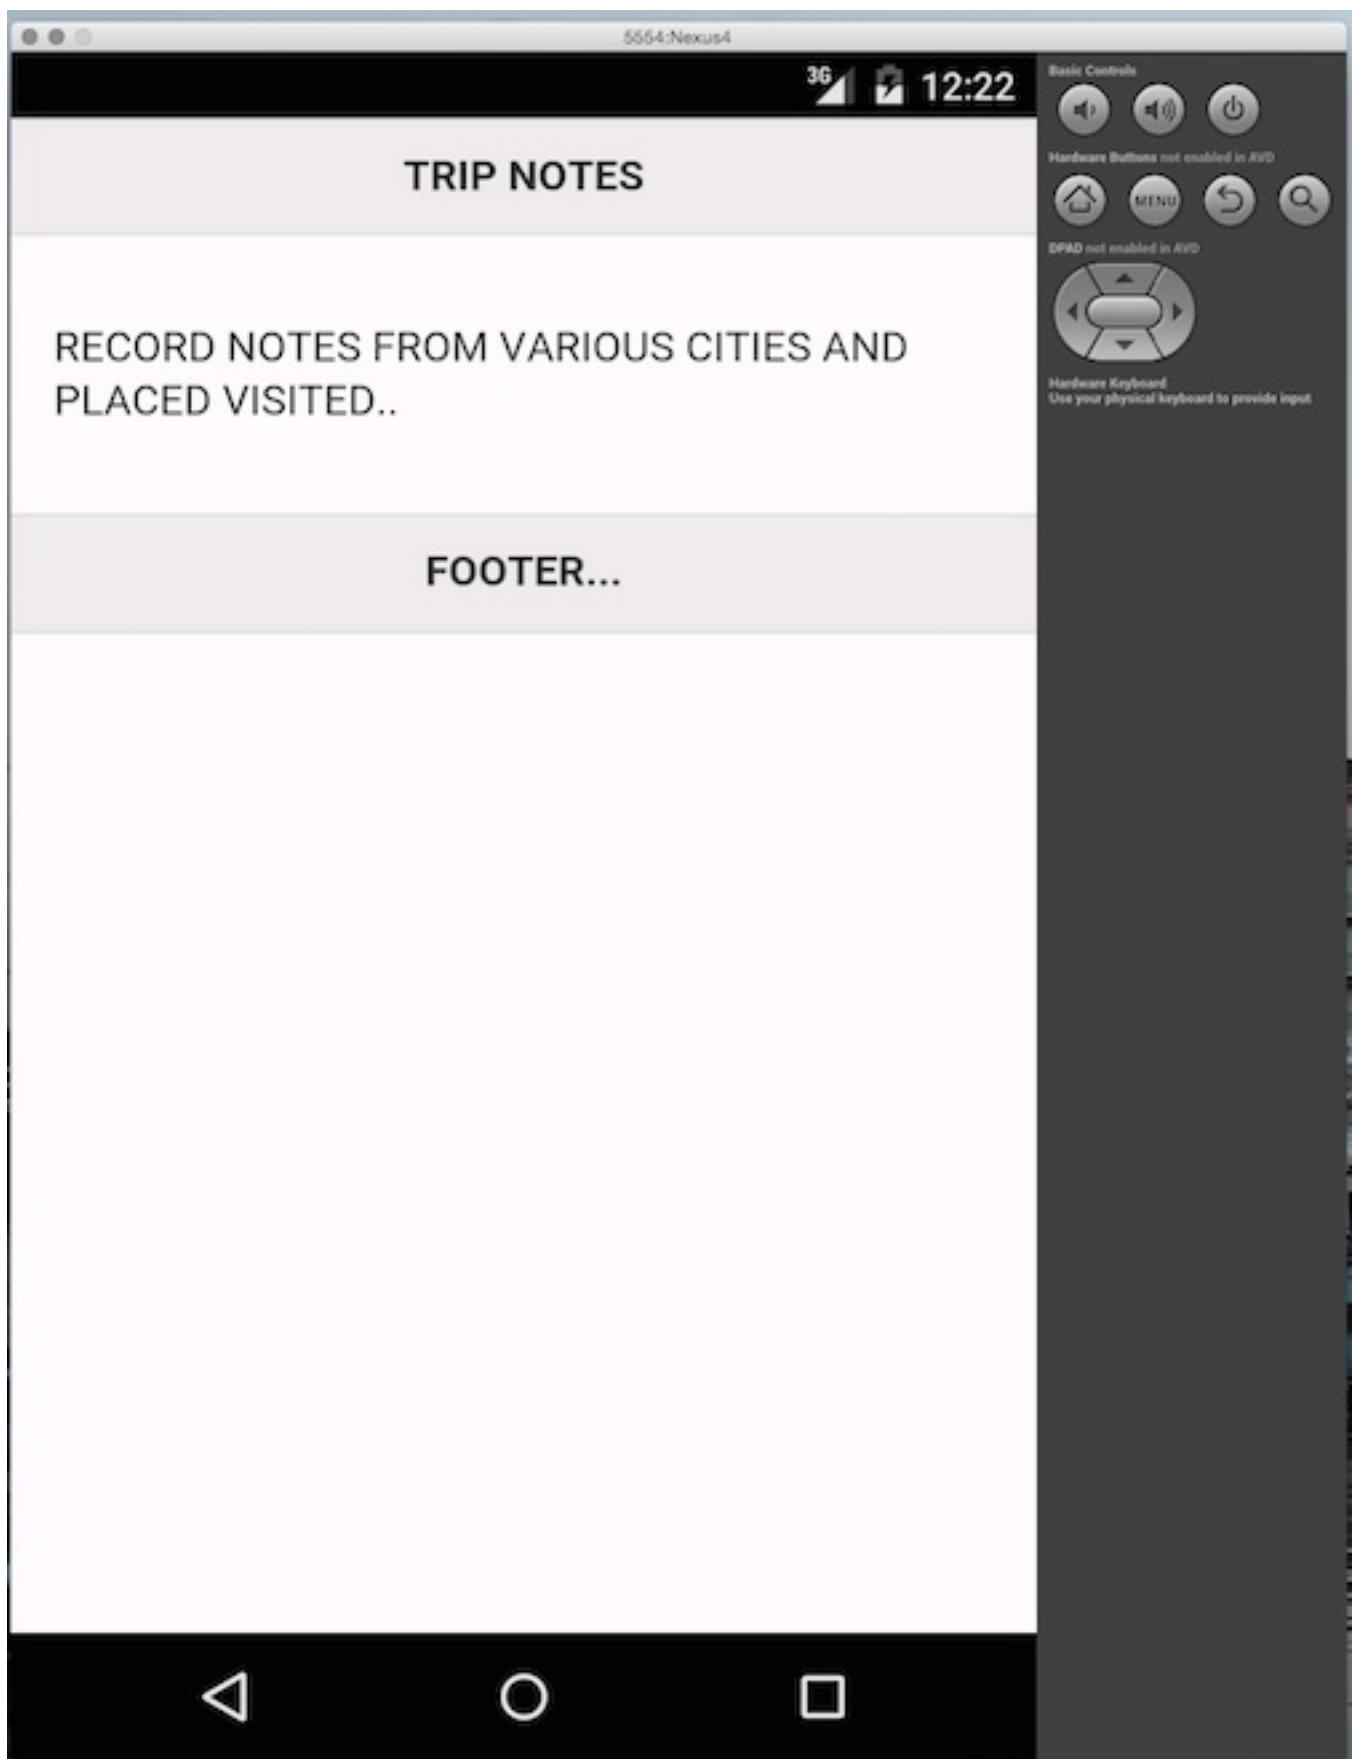 5554:Nexus4
3G 12:22
TRIP NOTES
RECORD NOTES FROM VARIOUS CITIES AND
PLACED VISITED..
FOOTER...
Basic Controls
Hardware Buttons not enabled in AVD
MENU
DPAD not enabled in AVD
Hardware Keyboard
Use your physical keyboard to provide input